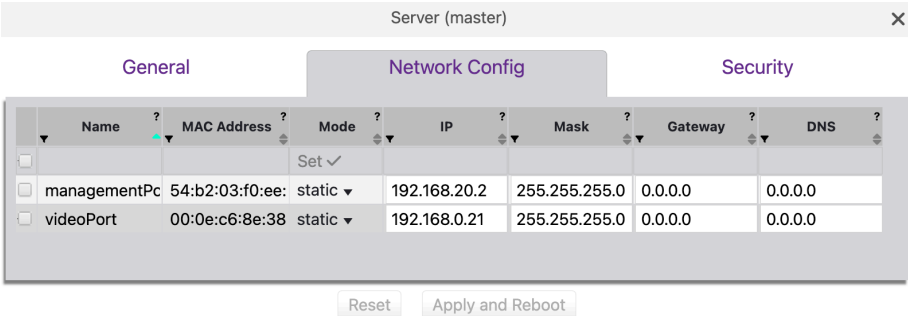 Server (master)
General Network Config Security
Name ? MAC Address ? Mode ? IP ? Mask ? Gateway ? DNS ?
Set
managementPo 54:b2:03:f0:ee: static 192.168.20.2 255.255.255.0 0.0.0.0 0.0.0.0
videoPort 00:0e:c6:8e:38 static 192.168.0.21 255.255.255.0 0.0.0.0 0.0.0.0
Reset Apply and Reboot